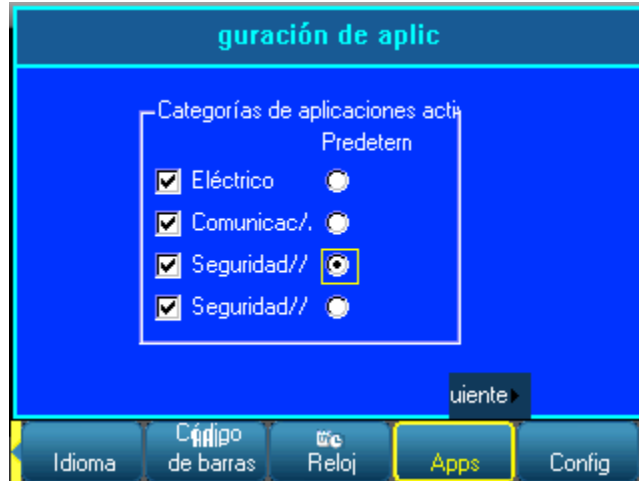 guración de aplic
Categorías de aplicaciones acti
Predetern
Eléctrico
Comunicac/.
Seguridad//
Seguridad//
uiente
Idioma
Código
de barras
Reloj
Apps
Config